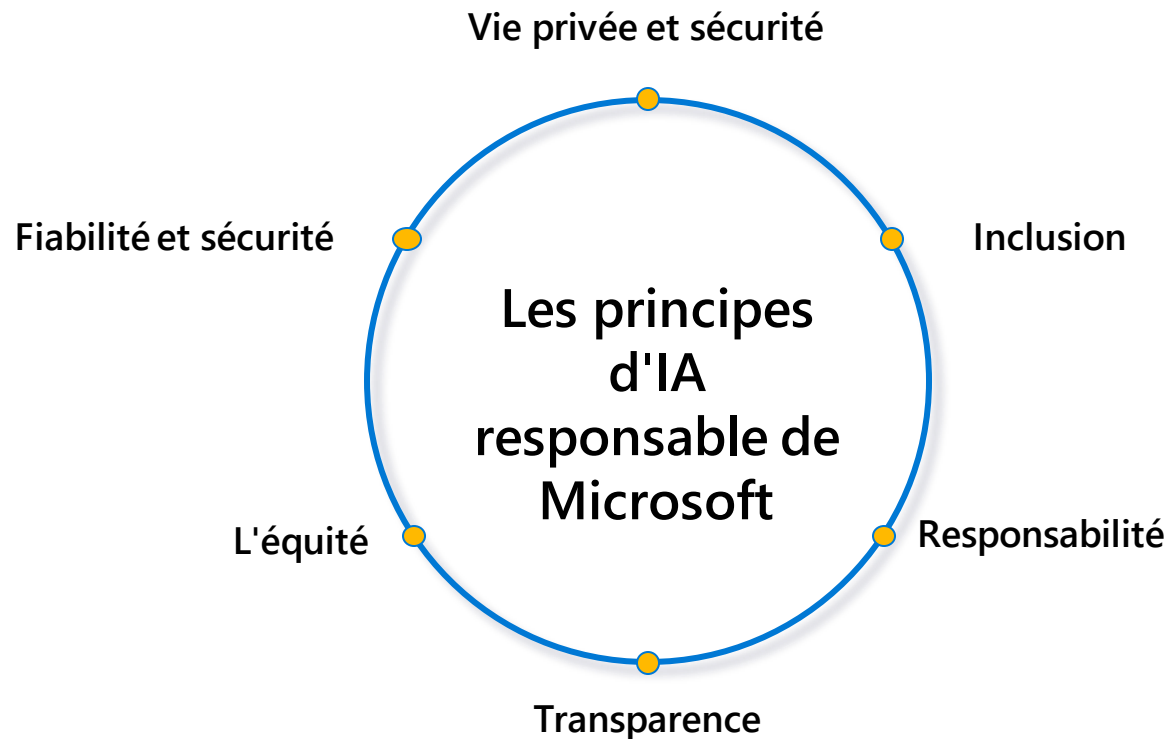 Vie privée et sécurité
Fiabilité et sécurité
Inclusion
Les principes
d'IA
responsable de
Microsoft
L'équité
Responsabilité
Transparence